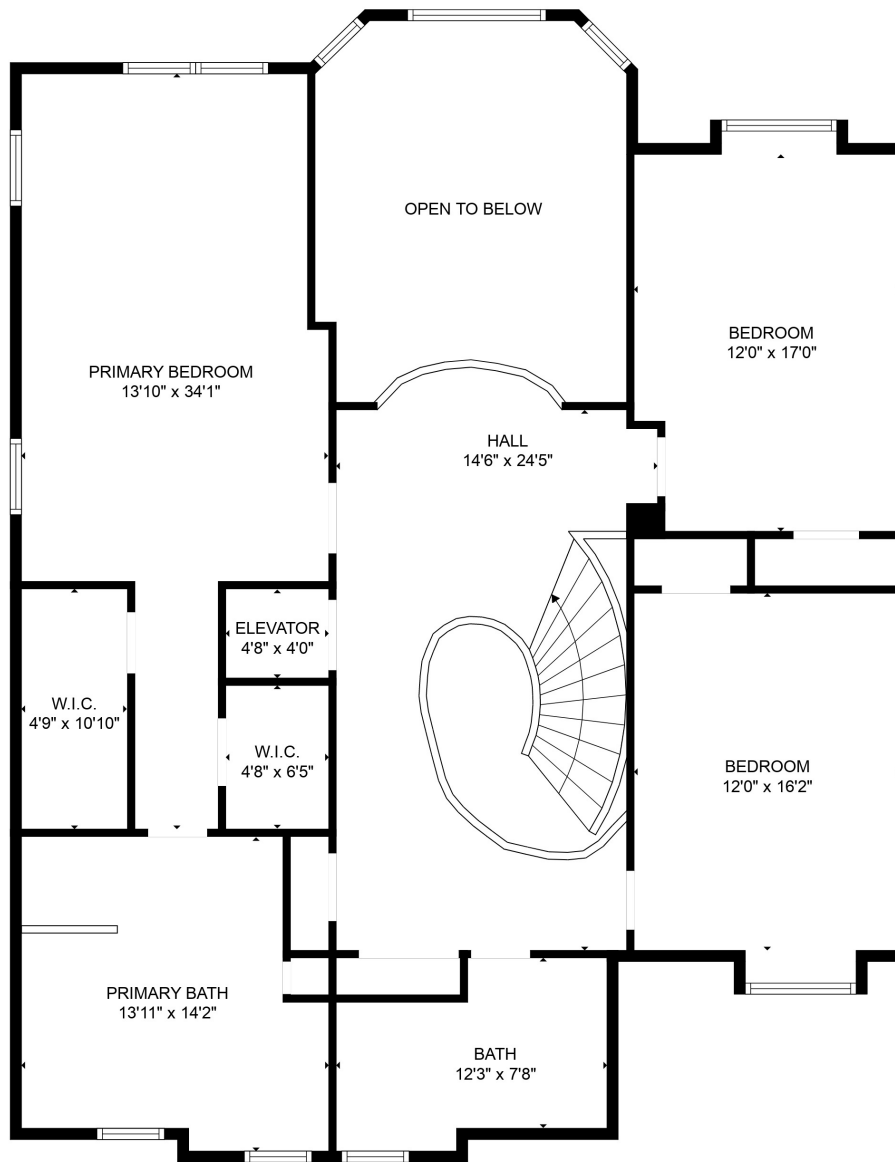 OPEN TO BELOW
BEDROOM
12'0" x 17'0"
PRIMARY BEDROOM
13'10" x 34'1"
HALL
14'6" x 24'5"
ELEVATOR
4'8" x 4'0"
W.I.C.
4'9" x 10'10"
W.I.C.
4'8" x 6'5"
BEDROOM
12'0" x 16'2"
PRIMARY BATH
13'11" x 14'2"
BATH
12'3" x 7'8"